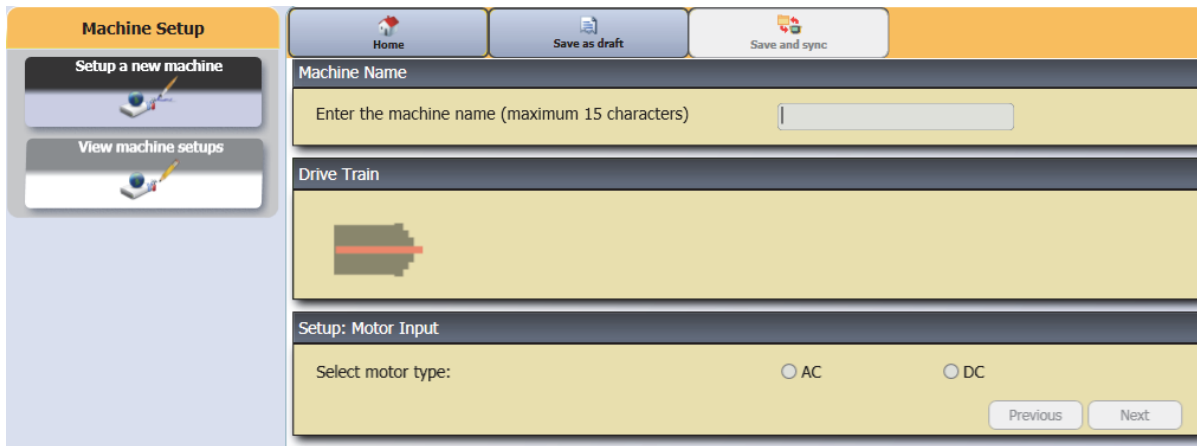 Machine Setup
Setup a new machine
View machine setups
Home
Save as draft
Save and sync
Machine Name
Enter the machine name (maximum 15 characters)
Drive Train
Setup: Motor Input
Select motor type:
AC
DC
Previous
Next